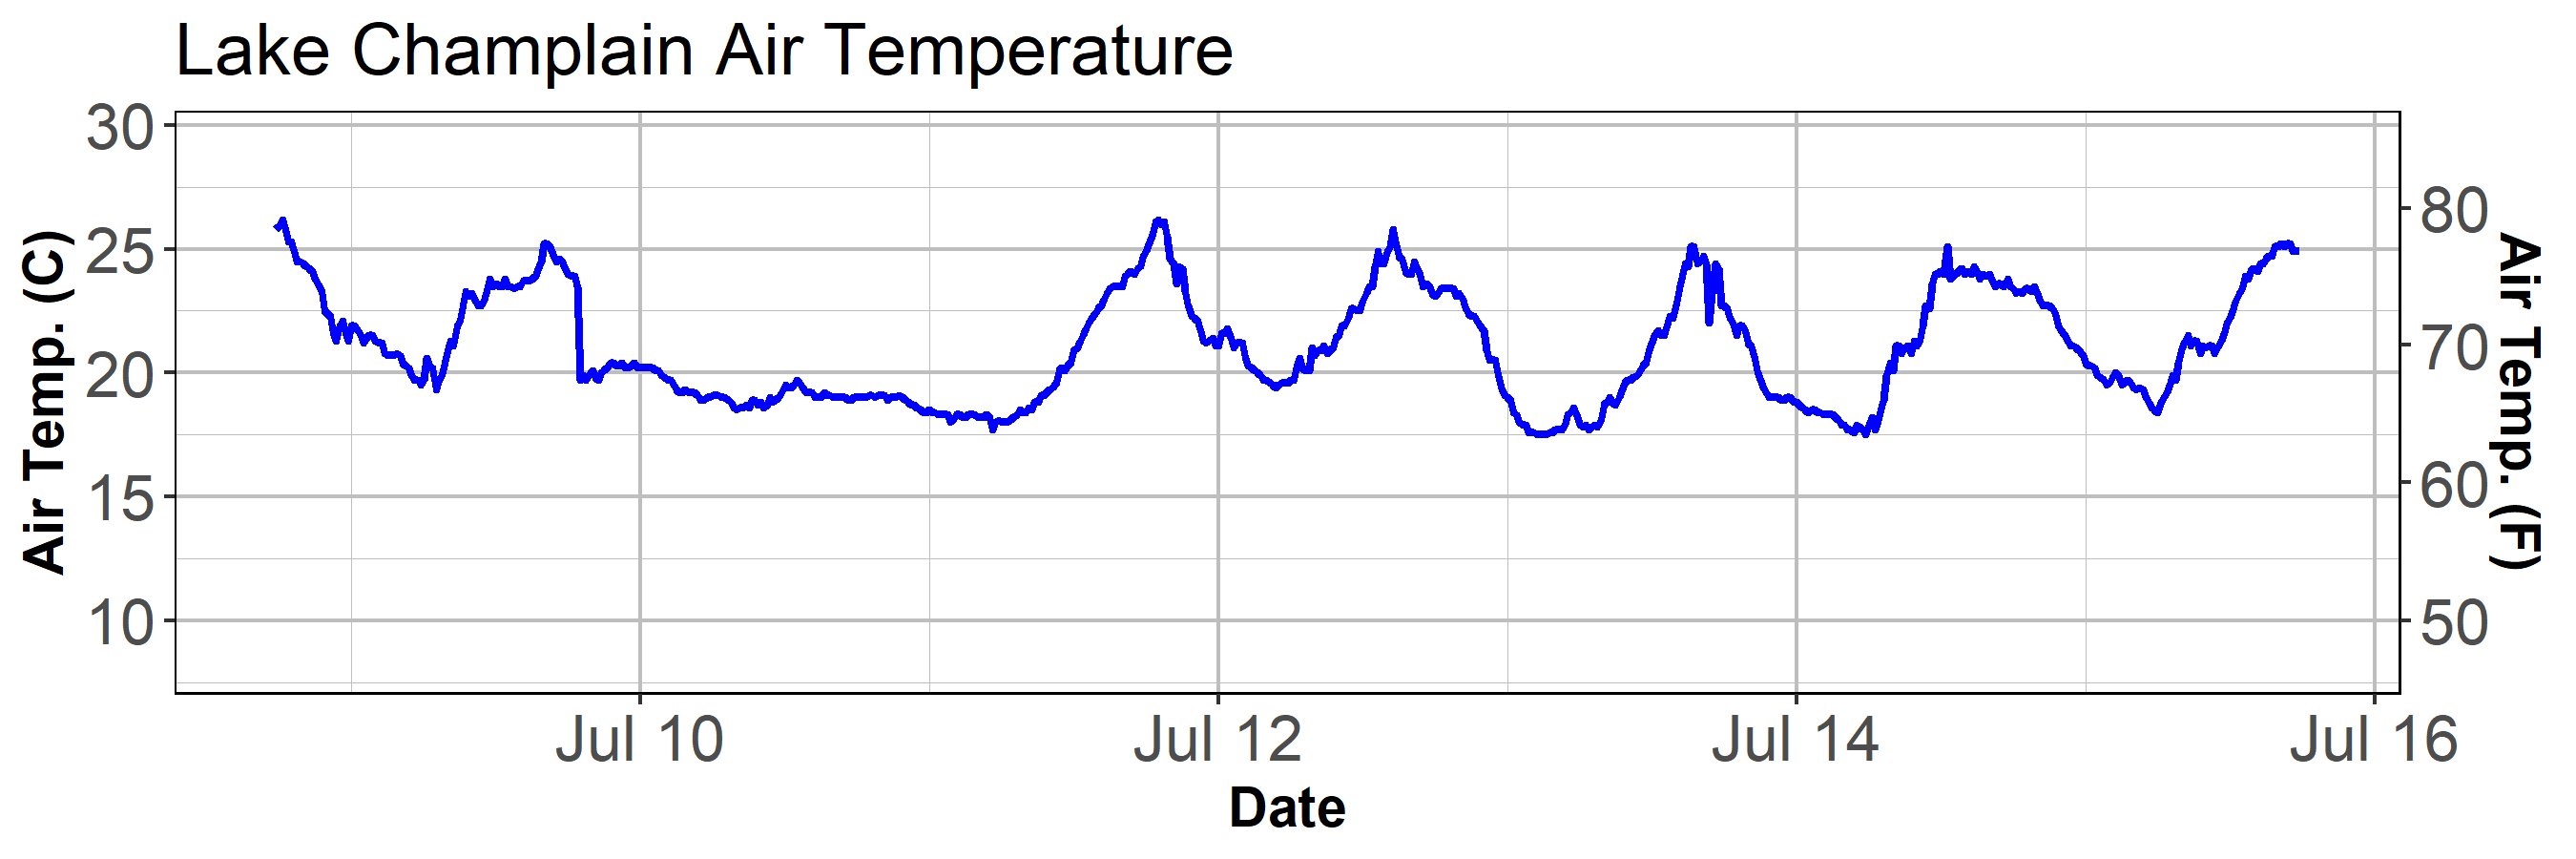 Lake Champlain Air Temperature
Air Temp. (C)
30
25
20
15
10
80
70
60
50
Air Temp. (F)
Jul 10
Jul 12
Jul 14
Jul 16
Date